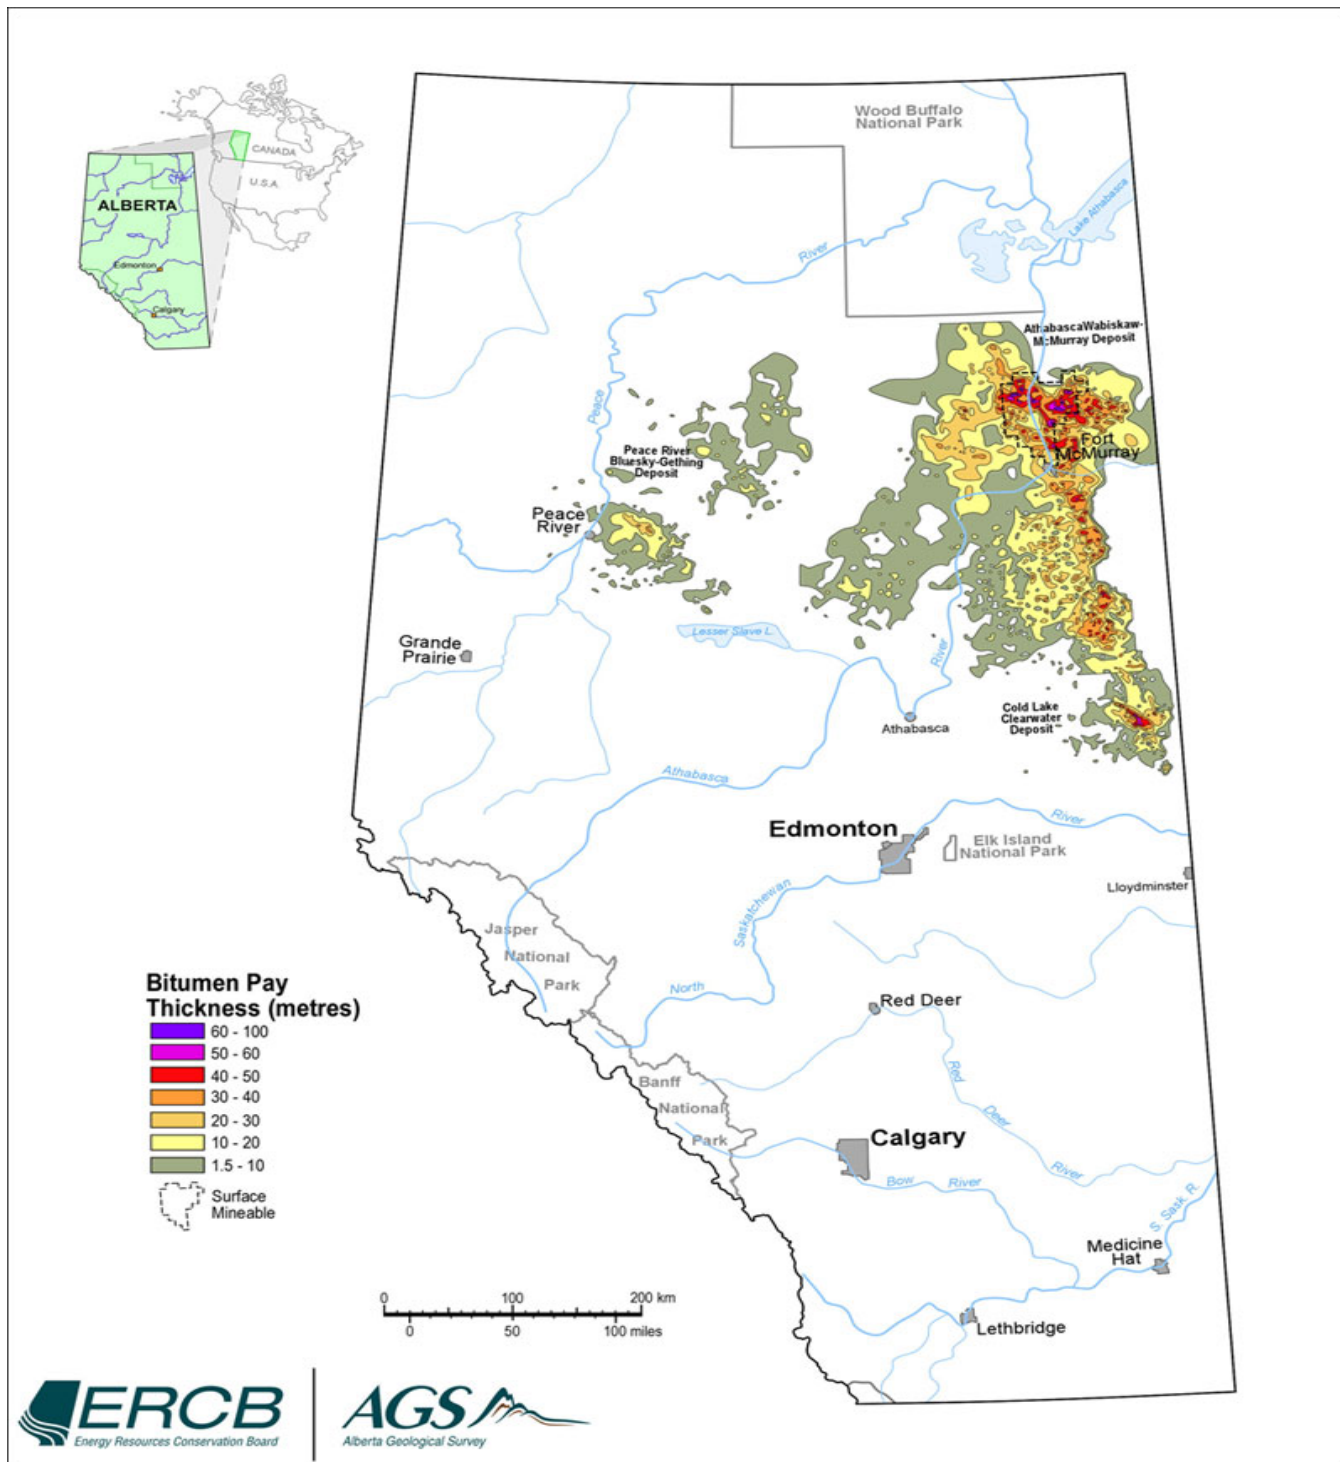 Wood Buffalo
National Park
CANADA
U.S.A.
ALBERTA
Edmonton
Calgary
Lake Athabasca
River
Peace
AthabascaWabiskaw-
McMurray Deposit
Fort
McMurray
Peace River
Bluesky-Gething
Deposit
Peace
River
Grande
Prairie
Lesser Slave L.
River
Athabasca
Cold Lake
Clearwater
Deposit
Athabasca
River
Edmonton
Elk Island
National Park
Lloydminster
Saskatchewan
North
Jasper
National
Park
Red Deer
Red
Deer
River
Banff
National
Park
Calgary
Bow
River
S. Sask. R.
Medicine
Hat
Lethbridge
Bitumen Pay
Thickness (metres)
60 - 100
50 - 60
40 - 50
30 - 40
20 - 30
10 - 20
1.5 - 10
Surface
Mineable
0 100 200 km
0 50 100 miles
ERCB
Energy Resources Conservation Board
AGS
Alberta Geological Survey